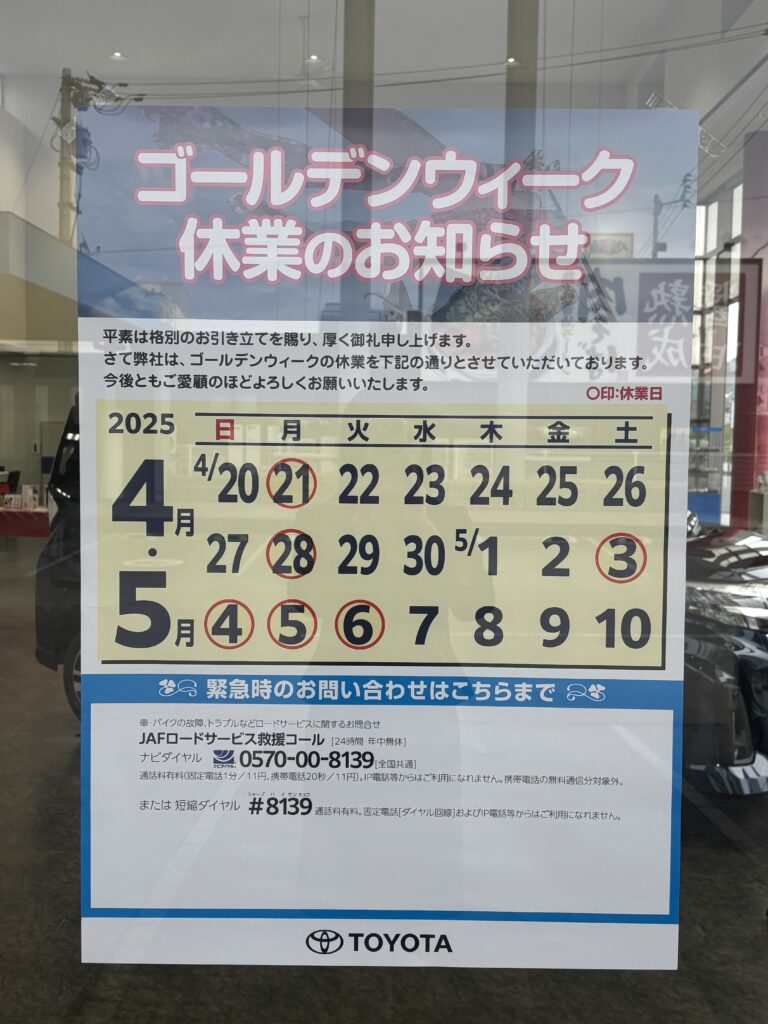 ゴールデンウィーク
休業のお知らせ
平素は格別のお引き立てを賜り、厚く御礼申し上げます。
さて弊社は、ゴールデンウィークの休業を下記の通りとさせていただいております。
今後ともご愛顧のほどよろしくお願いいたします。
〇印:休業日
2025
4月・5月
日 月 火 水 木 金 土
4/20 21 22 23 24 25 26
27 28 29 30 5/1 2 3
4 5 6 7 8 9 10
緊急時のお問い合わせはこちらまで
車・バイクの故障、トラブルなどロードサービスに関するお問合せ
JAFロードサービス救援コール [24時間 年中無休]
ナビダイヤル 0570-00-8139 [全国共通]
通話料有料(固定電話1分/11円、携帯電話20秒/11円)。IP電話等からはご利用になれません。携帯電話の無料通信分対象外。
または 短縮ダイヤル #8139 通話料有料。固定電話[ダイヤル回線]およびIP電話等からはご利用になれません。
シャープ ハ イ サンキュウ
TOYOTA
熟成